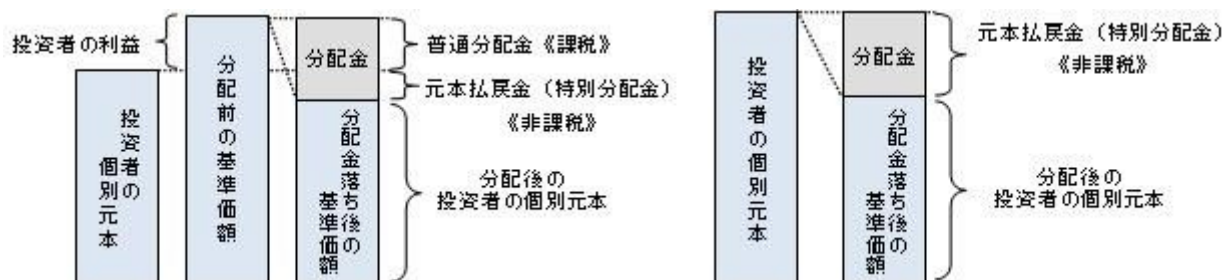 投資者の利益
投資者の
個別の元本
分配前の基準価額
分配金
分配金落ち後の
基準価額
普通分配金《課税》
元本払戻金（特別分配金）
《非課税》
分配後の
投資者の個別元本
投資者の個別元本
分配金
分配金落ち後の
基準価額
元本払戻金（特別分配金）
《非課税》
分配後の
投資者の個別元本